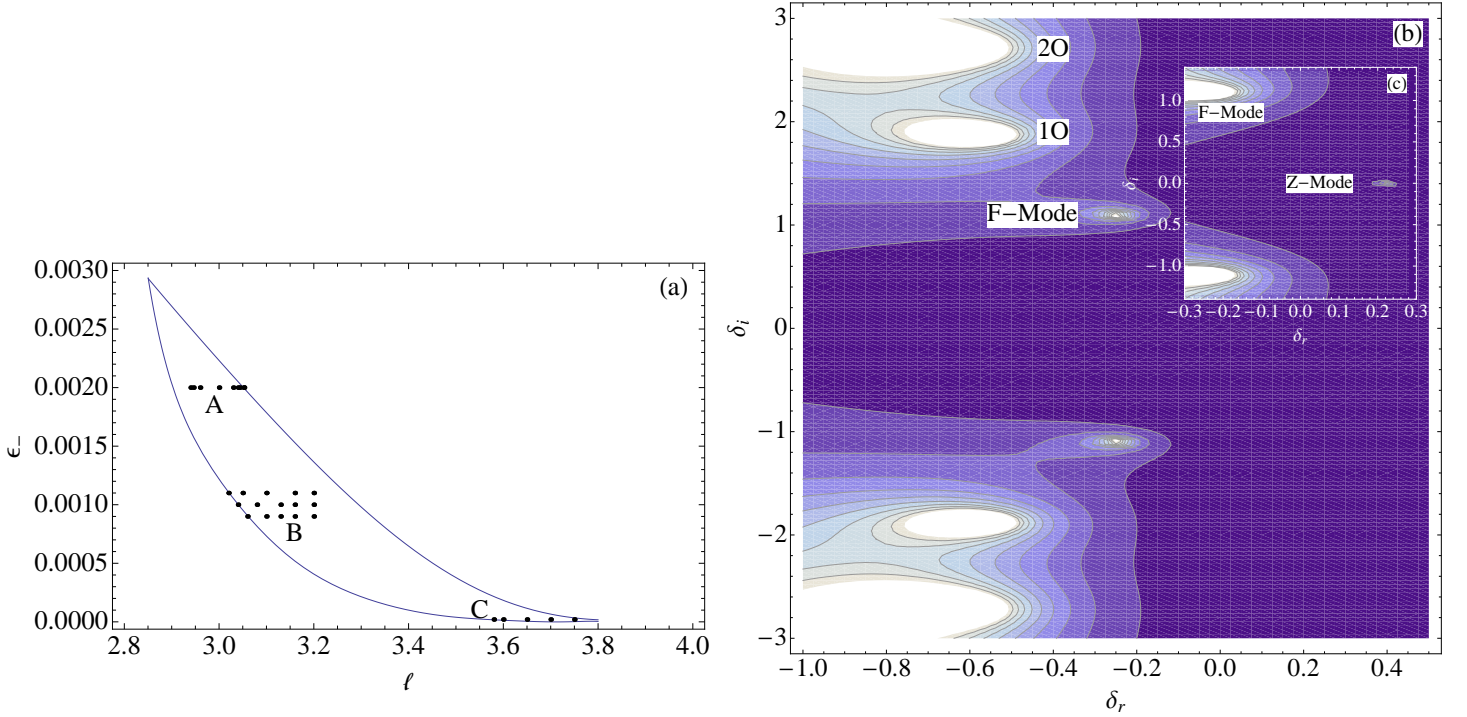 (a)
0.0030
0.0025
0.0020
0.0015
0.0010
0.0005
0.0000
ϵ_
A
B
C
2.8 3.0 3.2 3.4 3.6 3.8 4.0
ℓ
(b)
3
2
1
0
−1
−2
−3
δi
2O
1O
F−Mode
−1.0 −0.8 −0.6 −0.4 −0.2 0.0 0.2 0.4
δr
(c)
1.0
0.5
0.0
−0.5
−1.0
δi
F−Mode
Z−Mode
−0.3 −0.2 −0.1 0.0 0.1 0.2 0.3
δr